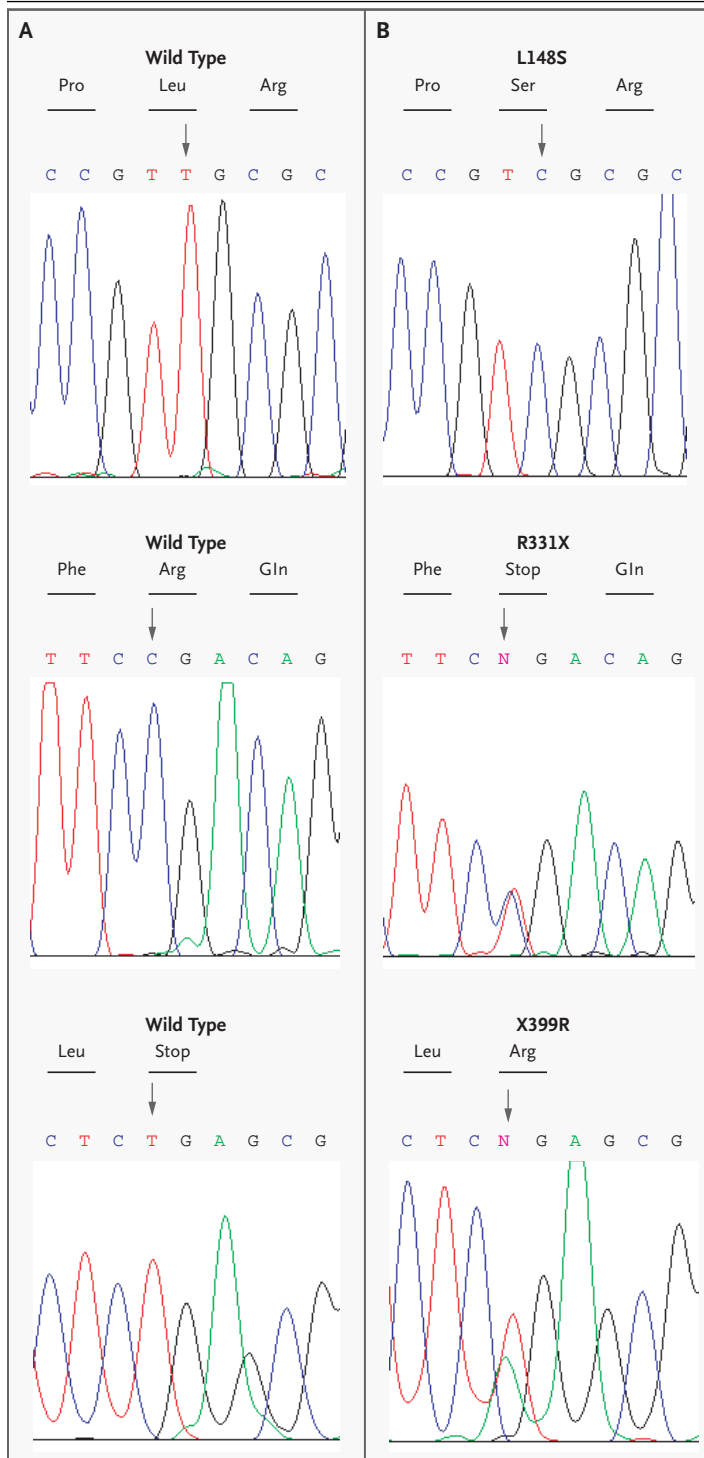 A
Wild Type
Pro Leu Arg
C C G T T G C G C
Wild Type
Phe Arg Gln
T T C C G A C A G
Wild Type
Leu Stop
C T C T G A G C G
B
L148S
Pro Ser Arg
C C G T C G C G C
R331X
Phe Stop Gln
T T C N G A C A G
X399R
Leu Arg
C T C N G A G C G